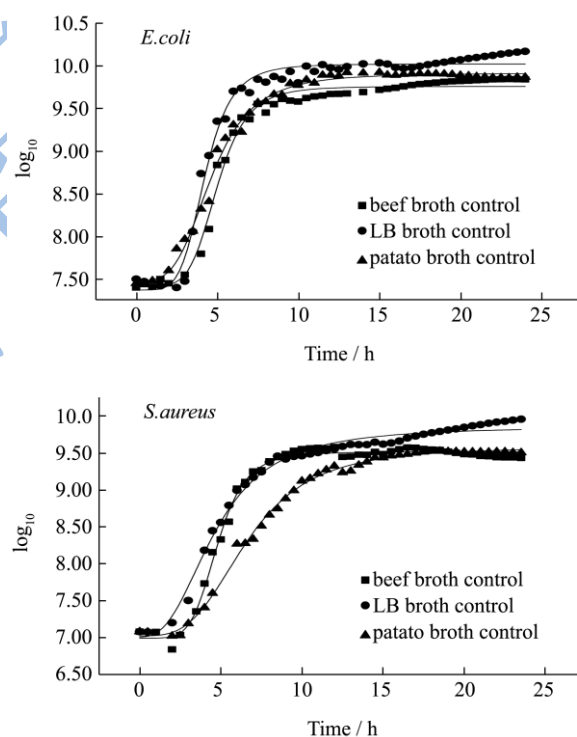 10.5
E.coli
10.0
9.50
9.00
log10
8.50
beef broth control
8.00
LB broth control
patato broth control
7.50
0 5 10 15 20 25
Time / h
S.aureus
10.0
9.50
9.00
log10
8.50
8.00
beef broth control
7.50
LB broth control
7.00
patato broth control
6.50
0 5 10 15 20 25
Time / h